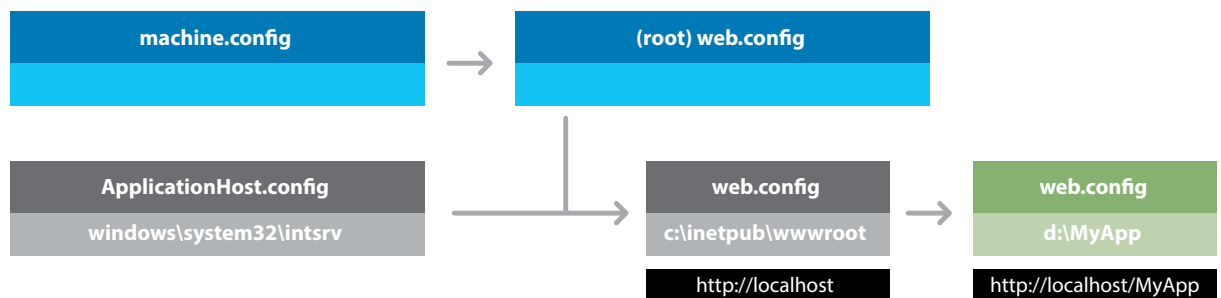 machine.config
(root) web.config
ApplicationHost.config
windows\system32\intsrv
web.config
c:\inetpub\wwwroot
http://localhost
web.config
d:\MyApp
http://localhost/MyApp